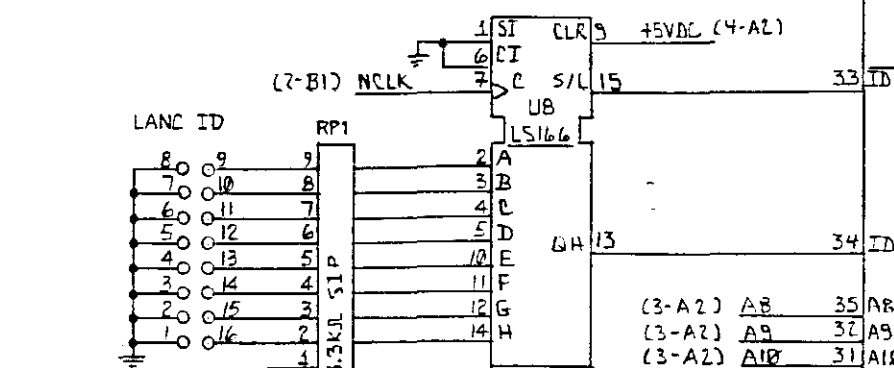 1 SI CLR 9 +5VDC (4-A2)
6 CI
(2-B1) NCLK 7 C S/L 15 33 ID
U8
LS166
LANC ID RP1
8 9 9 2 A
7 10 8 3 B
6 11 7 4 C
5 12 6 5 D QH 13 34 ID
4 13 5 10 E
3 14 4 11 F
2 15 3 12 G (3-A2) A8 35 A8
1 16 2 14 H (3-A2) A9 32 A9
1 (3-A2) A10 31
.3KΩ SIP